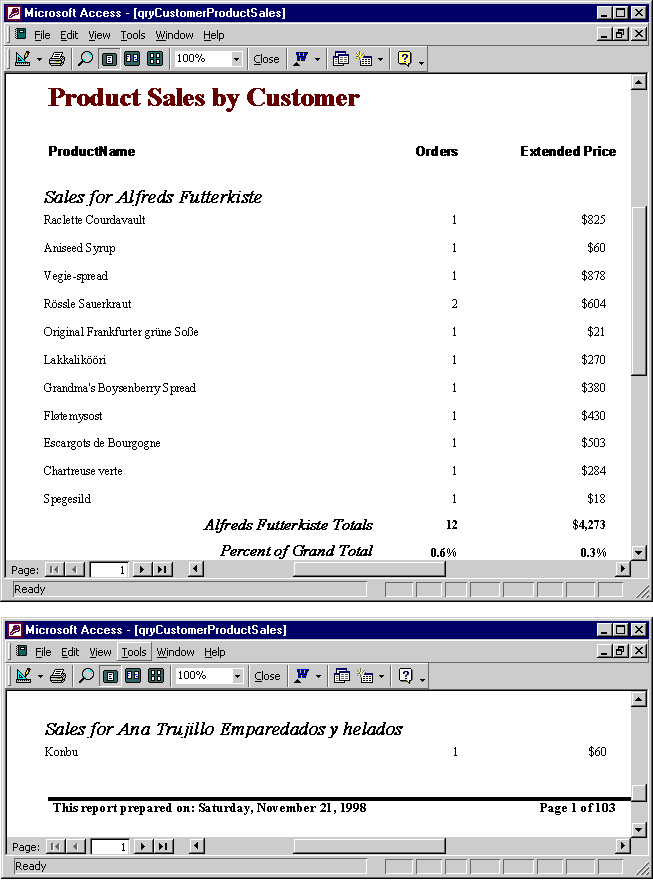 Microsoft Access - [qryCustomerProductSales]
File Edit View Tools Window Help
100% Close
Product Sales by Customer
ProductName Orders Extended Price
Sales for Alfreds Futterkiste
Raclette Courdavault 1 $825
Aniseed Syrup 1 $60
Vegie-spread 1 $878
Rössle Sauerkraut 2 $604
Original Frankfurter grüne Soße 1 $21
Lakkalikööri 1 $270
Grandma's Boysenberry Spread 1 $380
Fløtemysost 1 $430
Escargots de Bourgogne 1 $503
Chartreuse verte 1 $284
Spegesild 1 $18
Alfreds Futterkiste Totals 12 $4,273
Percent of Grand Total 0.6% 0.3%
Page: 1
Ready
Microsoft Access - [qryCustomerProductSales]
File Edit View Tools Window Help
100% Close
Sales for Ana Trujillo Emparedados y helados
Konbu 1 $60
This report prepared on: Saturday, November 21, 1998 Page 1 of 103
Page: 1
Ready